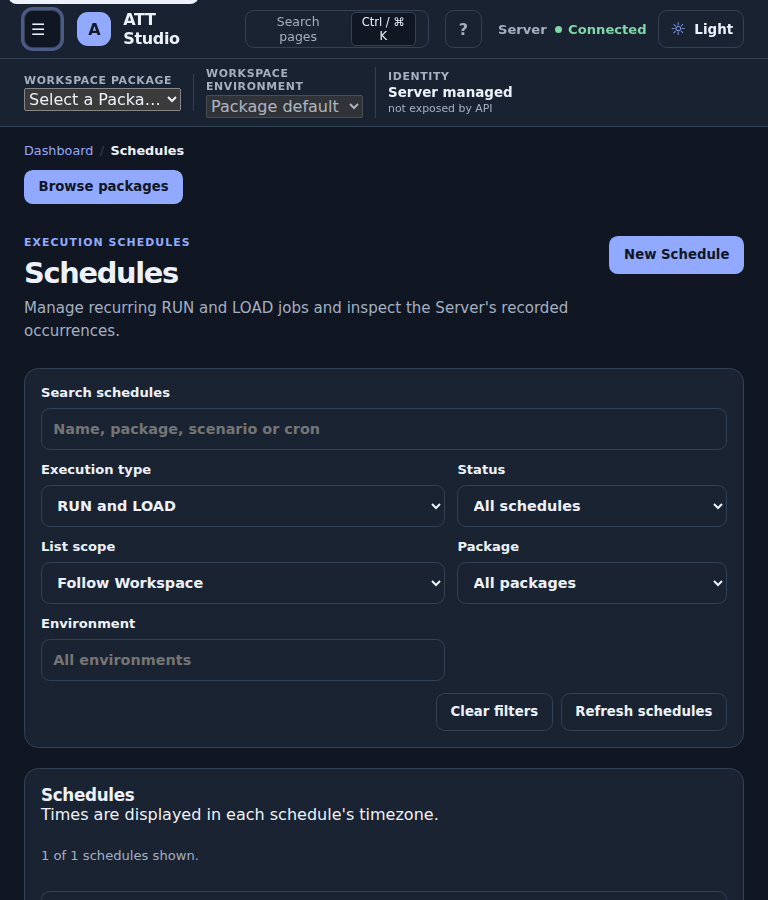 ☰
A
ATT
Studio
Search
pages
Ctrl / ⌘
K
?
Server
Connected
Light
WORKSPACE PACKAGE
Select a Packa...
WORKSPACE
ENVIRONMENT
Package default
IDENTITY
Server managed
not exposed by API
Dashboard / Schedules
Browse packages
EXECUTION SCHEDULES
Schedules
New Schedule
Manage recurring RUN and LOAD jobs and inspect the Server's recorded
occurrences.
Search schedules
Name, package, scenario or cron
Execution type
Status
RUN and LOAD
All schedules
List scope
Package
Follow Workspace
All packages
Environment
All environments
Clear filters
Refresh schedules
Schedules
Times are displayed in each schedule's timezone.
1 of 1 schedules shown.